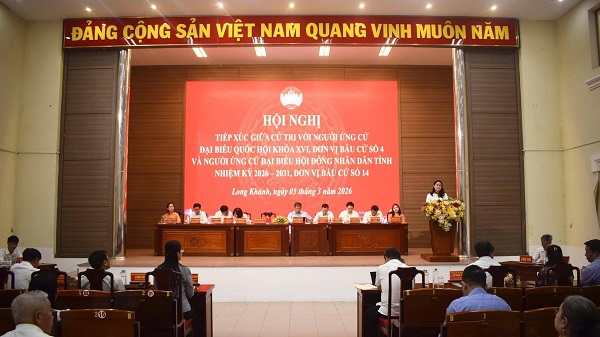 ĐẢNG CỘNG SẢN VIỆT NAM QUANG VINH MUÔN NĂM
HỘI NGHỊ
TIẾP XÚC GIỮA CỬ TRI VỚI NGƯỜI ỨNG CỬ
ĐẠI BIỂU QUỐC HỘI KHÓA XVI, ĐƠN VỊ BẦU CỬ SỐ 4
VÀ NGƯỜI ỨNG CỬ ĐẠI BIỂU HỘI ĐỒNG NHÂN DÂN TỈNH
NHIỆM KỲ 2026 - 2031, ĐƠN VỊ BẦU CỬ SỐ 14
Long Khánh, ngày 05 tháng 3 năm 2026